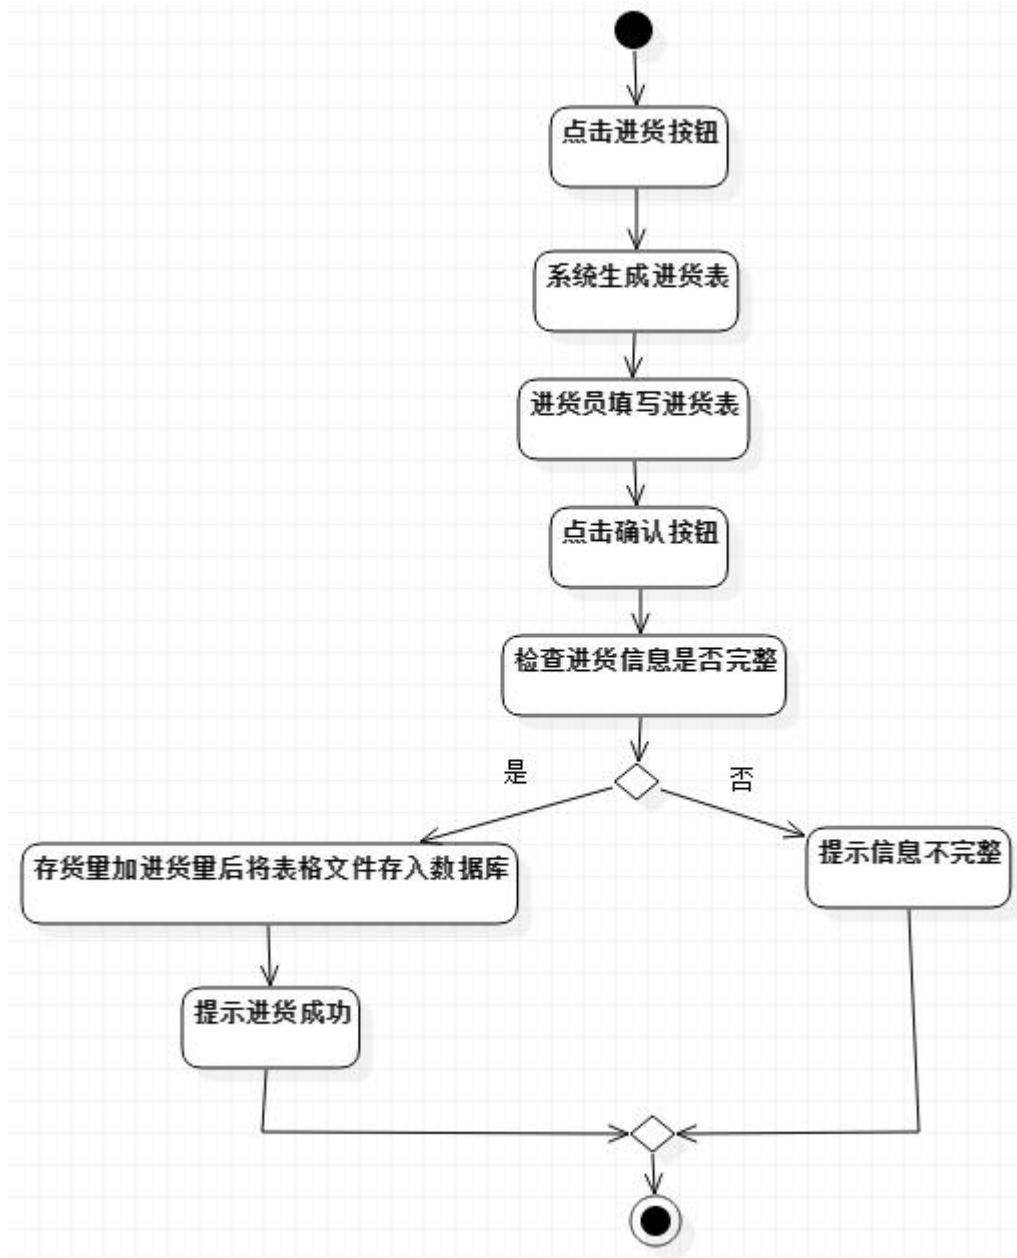 点击进货按钮
系统生成进货表
进货员填写进货表
点击确认按钮
检查进货信息是否完整
是
否
存货量加进货量后将表格文件存入数据库
提示信息不完整
提示进货成功